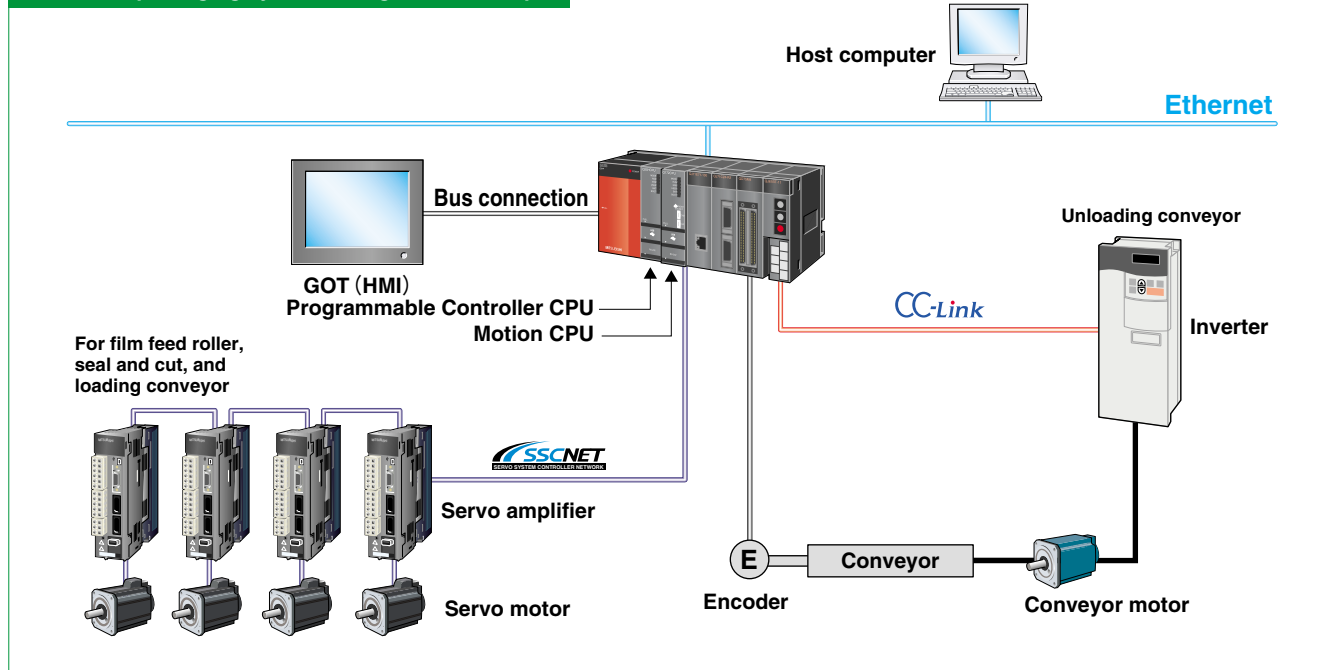 Host computer
Ethernet
Bus connection
GOT (HMI)
Programmable Controller CPU
Motion CPU
Unloading conveyor
CC-Link
Inverter
For film feed roller,
seal and cut, and
loading conveyor
SSCNET
SERVO SYSTEM CONTROLLER NETWORK
Servo amplifier
E
Conveyor
Encoder
Conveyor motor
Servo motor